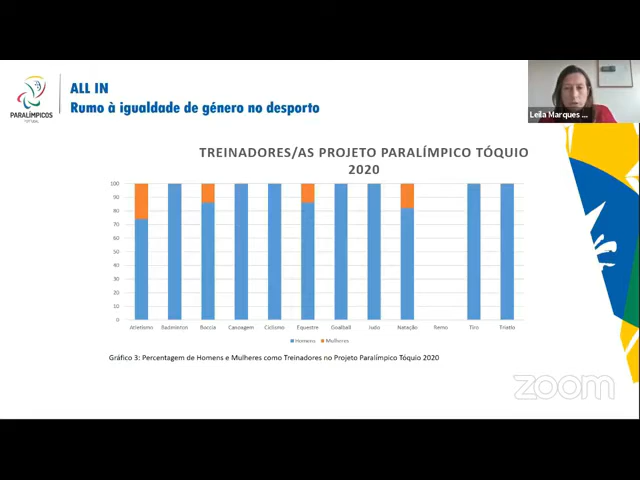 ALL IN
Rumo à igualdade de género no desporto
PARALÍMPICOS
PORTUGAL
Leila Marques ...
TREINADORES/AS PROJETO PARALÍMPICO TÓQUIO
2020
100
90
80
70
60
50
40
30
20
10
0
Atletismo Badminton Boccia Canoagem Ciclismo Equestre Goalball Judo Natação Remo Tiro Triatlo
Homens Mulheres
Gráfico 3: Percentagem de Homens e Mulheres como Treinadores no Projeto Paralímpico Tóquio 2020
zoom